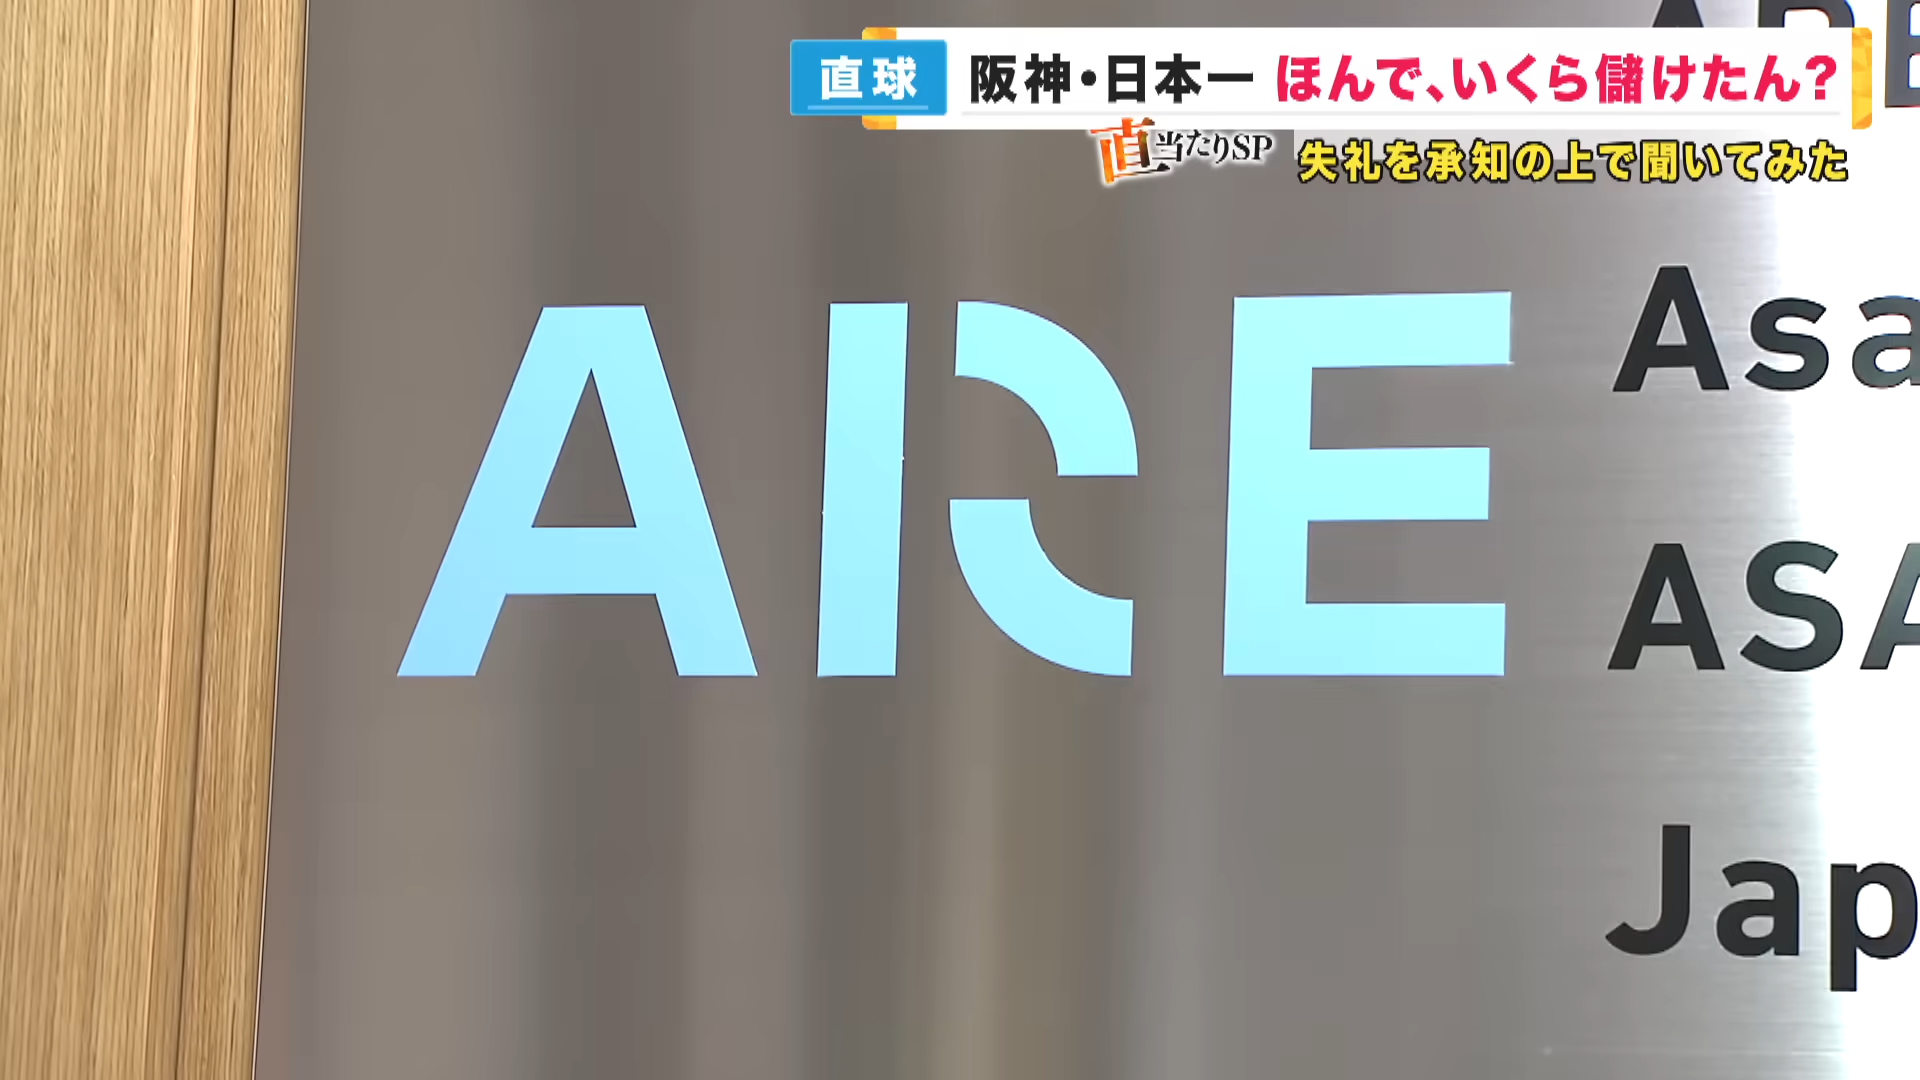 直球
阪神・日本一 ほんで、いくら儲けたん?
直当たりSP
失礼を承知の上で聞いてみた
ARE
Asa
ASA
Jap